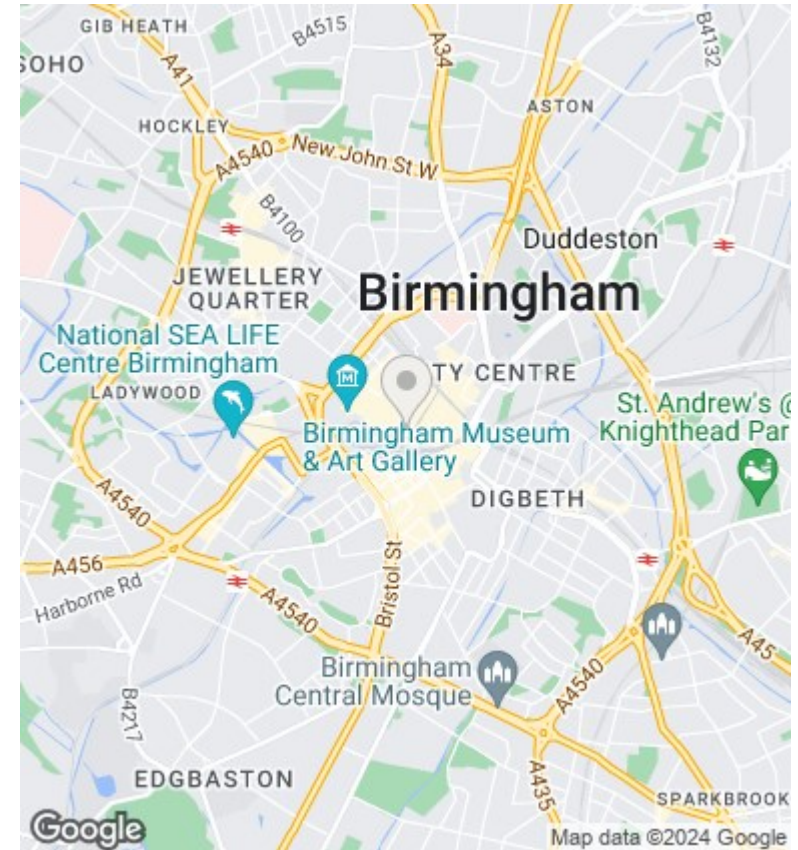 GIB HEATH
B4515
A34
B4132
SOHO
A41
ASTON
HOCKLEY
A4540
New John St W
B4100
Duddeston
JEWELLERY
QUARTER
Birmingham
National SEA LIFE
Centre Birmingham
LADYWOOD
TY CENTRE
St. Andrew's @
Knighthead Par
Birmingham Museum
& Art Gallery
DIGBETH
A4540
A456
Harborne Rd
Bristol St
A4540
A45
A4540
Birmingham
Central Mosque
B4217
EDGBASTON
A435
SPARKBROOK
Google
Map data ©2024 Google